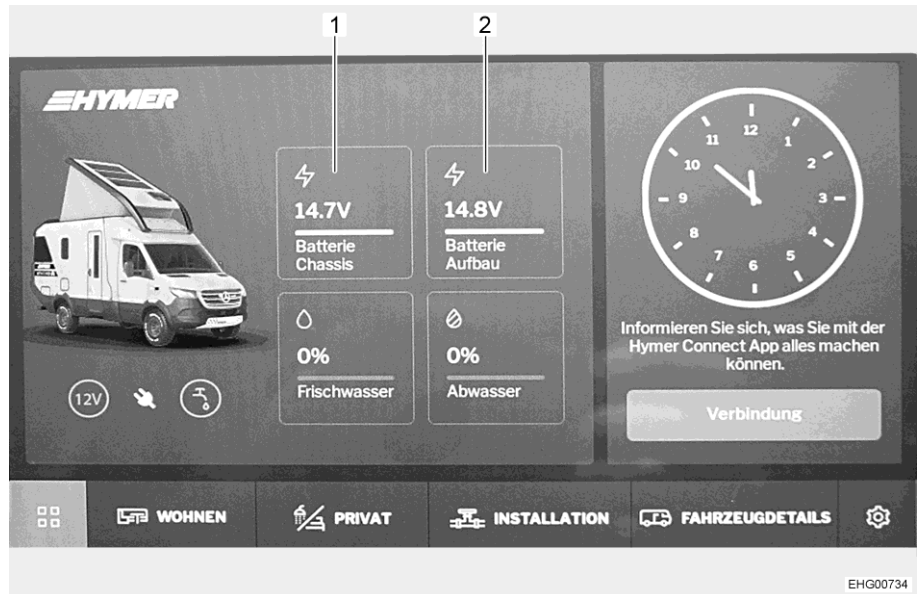 1
2
HYMER
14.7V
Batterie
Chassis
14.8V
Batterie
Aufbau
0%
Frischwasser
0%
Abwasser
12V
12
1
2
3
4
5
6
7
8
9
10
11
Informieren Sie sich, was Sie mit der
Hymer Connect App alles machen
können.
Verbindung
WOHNEN
PRIVAT
INSTALLATION
FAHRZEUGDETAILS
EHG00734